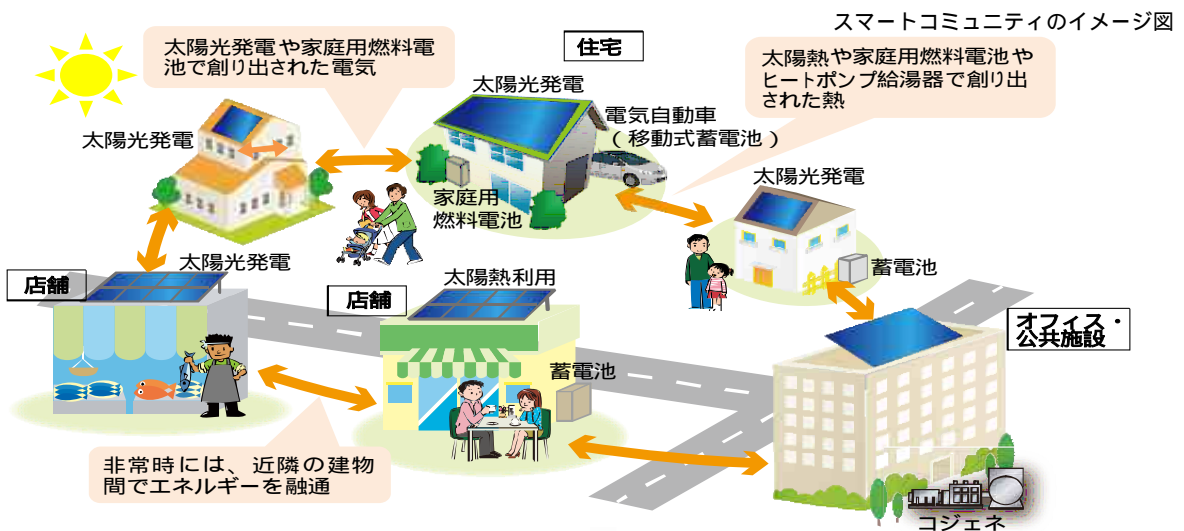 スマートコミュニティのイメージ図
太陽光発電や家庭用燃料電
池で創り出された電気
住宅
太陽熱や家庭用燃料電池や
ヒートポンプ給湯器で創り出
された熱
太陽光発電
太陽光発電
電気自動車
(移動式蓄電池)
家庭用
燃料電池
太陽光発電
蓄電池
店舗
太陽光発電
店舗
太陽熱利用
蓄電池
オフィス・
公共施設
非常時には、近隣の建物
間でエネルギーを融通
コジェネ